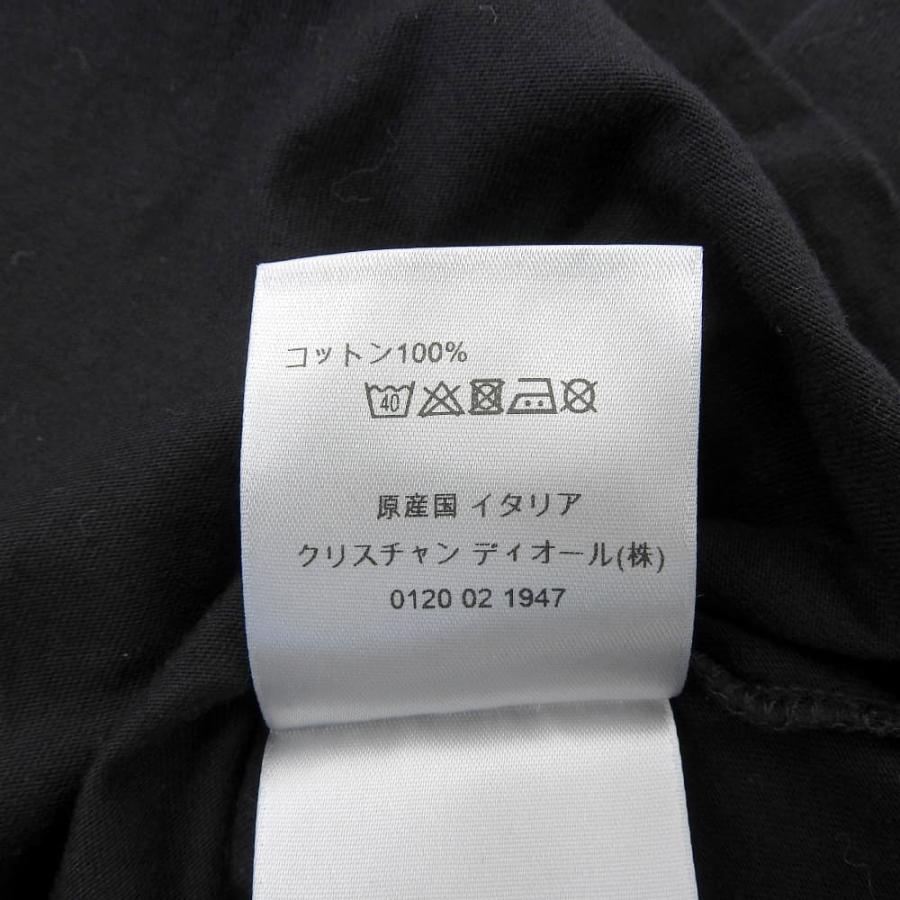 コットン100%
40
原産国 イタリア
クリスチャン ディオール(株)
0120 02 1947